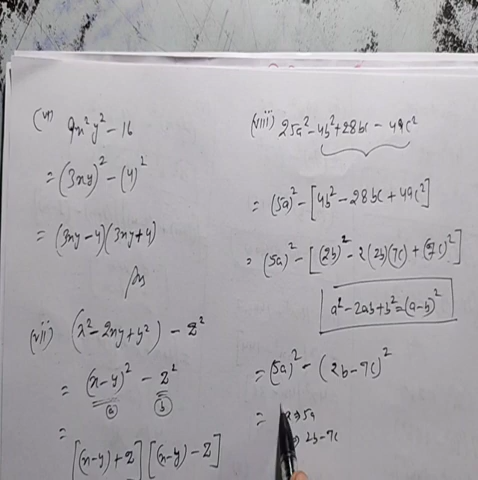 (vi) 9x²y² - 16
= (3xy)² - (4)²
= (3xy - 4)(3xy + 4)
(vii) (x² - 2xy + y²) - z²
= (x-y)² - z²
(a) (b)
= [(x-y) + z] [(x-y) - z]
(viii) 25a² - 4b² + 28bc - 49c²
= (5a)² - [4b² - 28bc + 49c²]
= (5a)² - [(2b)² - 2(2b)(7c) + (7c)²]
a² - 2ab + b² = (a-b)²
= (5a)² - (2b - 7c)²
= 5a
2b - 7c